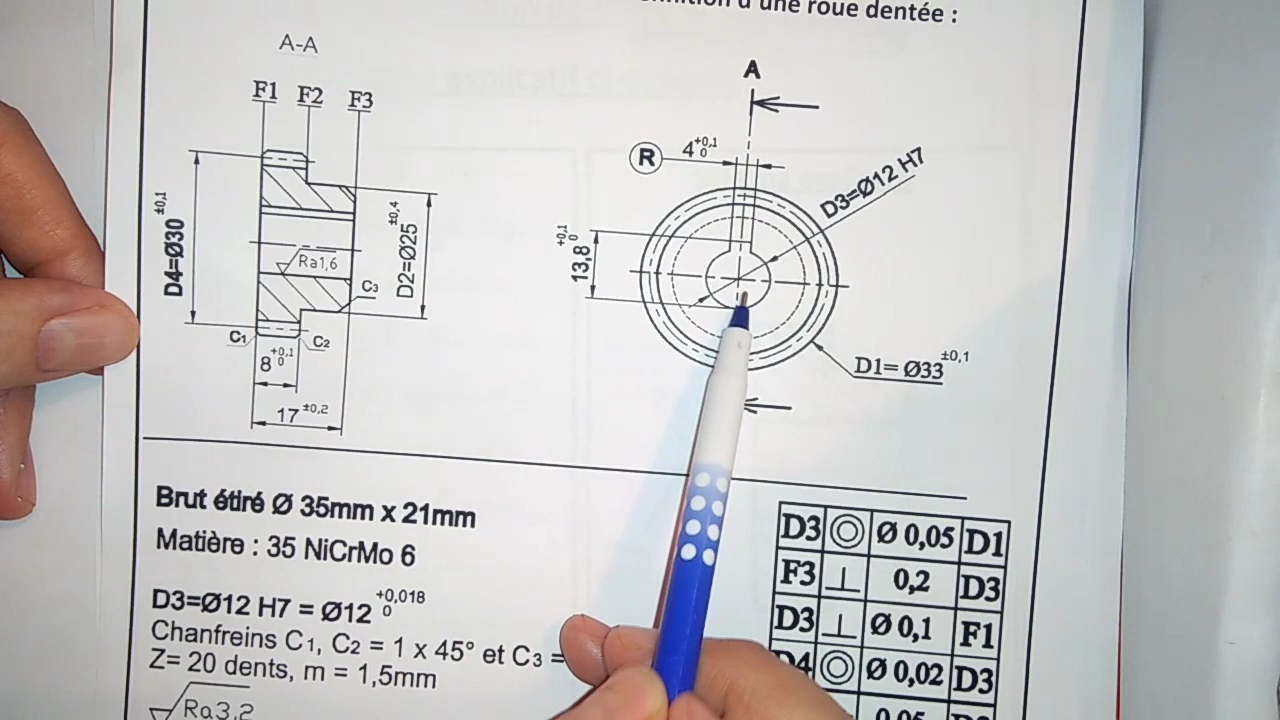 d'une roue dentée :
A-A
F1 F2 F3
D4=Ø30 ±0,1
Ra1,6
D2=Ø25 ±0,4
C3
C1
C2
8 +0,1 0
17 ±0,2
A
R
4 +0,1 0
D3=Ø12 H7
13,8 +0,1 0
D1= Ø33 ±0,1
Brut étiré Ø 35mm x 21mm
Matière : 35 NiCrMo 6
D3=Ø12 H7 = Ø12 +0,018 0
Chanfreins C1, C2 = 1 x 45° et C3 =
Z= 20 dents, m = 1,5mm
Ra3,2
D3 ◎ Ø 0,05 D1
F3 ⊥ 0,2 D3
D3 ⊥ Ø 0,1 F1
D4 ◎ Ø 0,02 D3